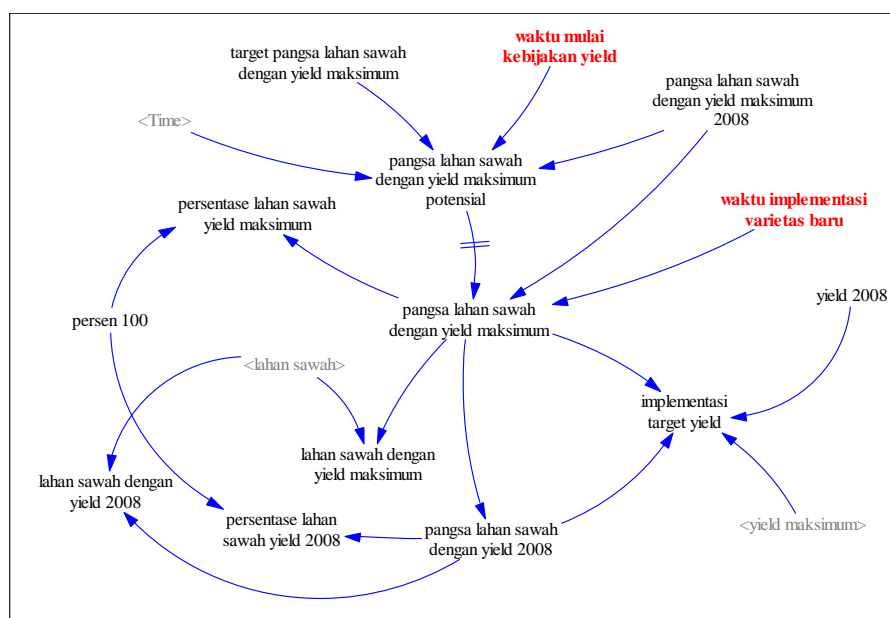 target pangsa lahan sawah
dengan yield maksimum
waktu mulai
kebijakan yield
pangsa lahan sawah
dengan yield maksimum
2008
<Time>
pangsa lahan sawah
dengan yield maksimum
potensial
persentase lahan sawah
yield maksimum
waktu implementasi
varietas baru
persen 100
pangsa lahan sawah
dengan yield maksimum
yield 2008
<lahan sawah>
implementasi
target yield
lahan sawah dengan
yield maksimum
lahan sawah dengan
yield 2008
persentase lahan
sawah yield 2008
pangsa lahan sawah
dengan yield 2008
<yield maksimum>